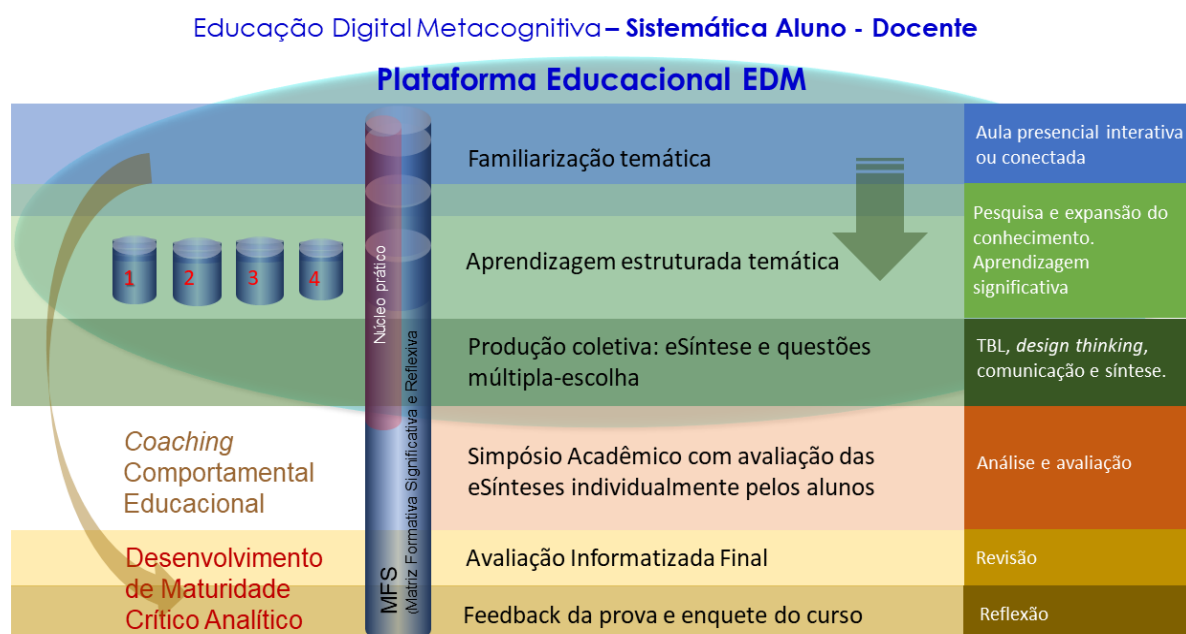 Educação Digital Metacognitiva – Sistemática Aluno - Docente
Plataforma Educacional EDM
Familiarização temática
Aula presencial interativa
ou conectada
1 2 3 4
Núcleo prático
Aprendizagem estruturada temática
Pesquisa e expansão do
conhecimento.
Aprendizagem
significativa
Produção coletiva: eSíntese e questões
múltipla-escolha
TBL, design thinking,
comunicação e síntese.
MFS
(Matriz Formativa Significativa e Reflexiva
Coaching
Comportamental
Educacional
Simpósio Acadêmico com avaliação das
eSínteses individualmente pelos alunos
Análise e avaliação
Desenvolvimento
de Maturidade
Crítico Analítico
Avaliação Informatizada Final
Revisão
Feedback da prova e enquete do curso
Reflexão